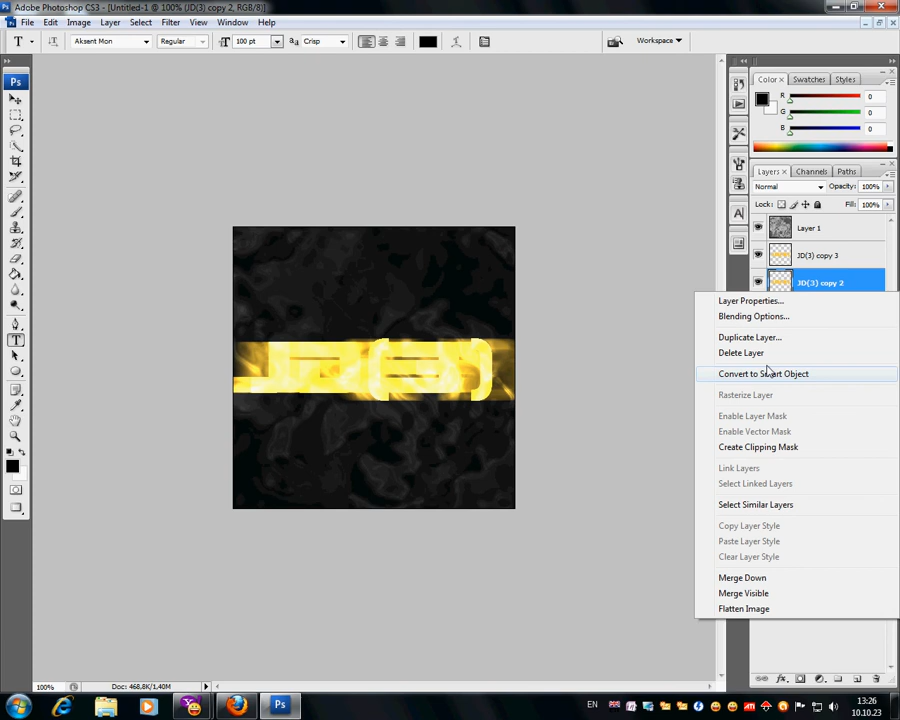 Adobe Photoshop CS3 - [Untitled-1 @ 100% (JD(3) copy 2, RGB/8)]
File Edit Image Layer Select Filter View Window Help
T T Aksent Mon Regular T 100 pt aa Crisp Workspace
Ps
Color Swatches Styles
R 0
G 0
B 0
Layers Channels Paths
Normal Opacity: 100%
Lock: Fill: 100%
Layer 1
JD(3) copy 3
JD(3) copy 2
Layer Properties...
Blending Options...
Duplicate Layer...
Delete Layer
Convert to Smart Object
Rasterize Layer
Enable Layer Mask
Enable Vector Mask
Create Clipping Mask
Link Layers
Select Linked Layers
Select Similar Layers
Copy Layer Style
Paste Layer Style
Clear Layer Style
Merge Down
Merge Visible
Flatten Image
100% Doc: 468,8K/1,40M
Ps EN 13:26
10.10.23